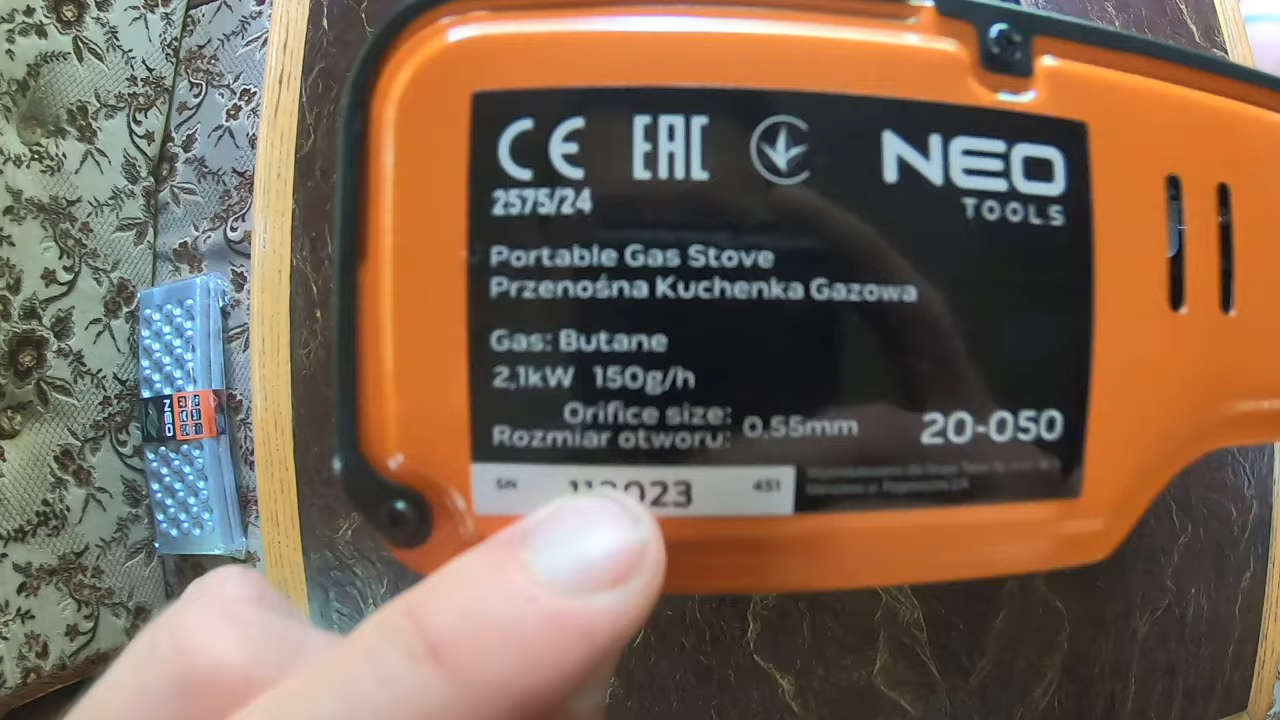 CE EAC NEO
2575/24 TOOLS
Portable Gas Stove
Przenośna Kuchenka Gazowa
Gas: Butane
2,1kW 150g/h
Orifice size:
Rozmiar otworu: 0,55mm 20-050
SN 451
NEO